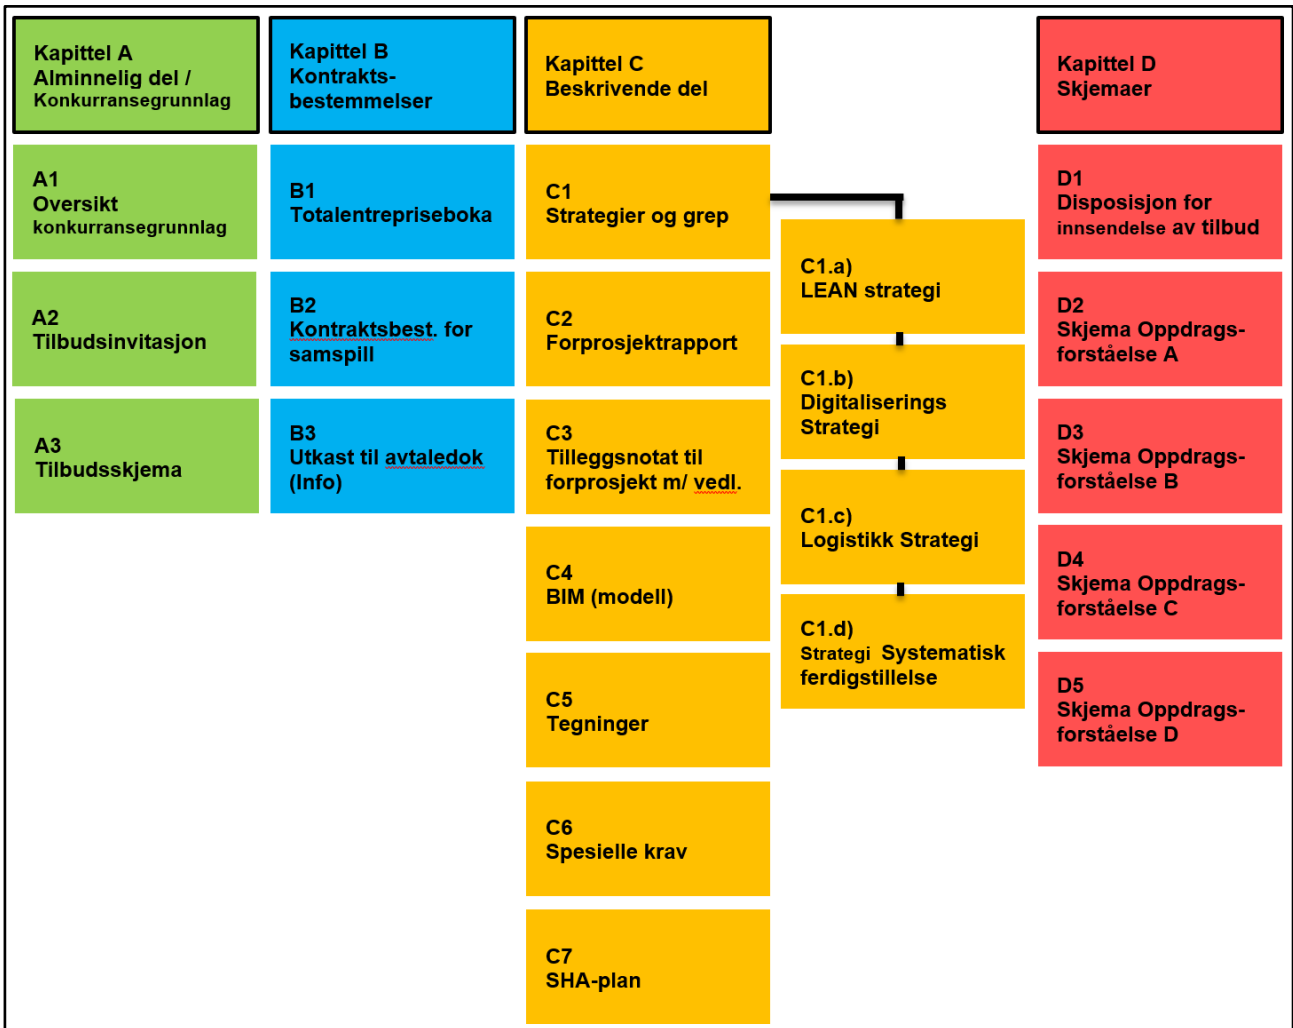 Kapittel A
Alminnelig del /
Konkurransegrunnlag
A1
Oversikt
konkurransegrunnlag
A2
Tilbudsinvitasjon
A3
Tilbudsskjema
Kapittel B
Kontrakts-
bestemmelser
B1
Totalentrepriseboka
B2
Kontraktsbest. for
samspill
B3
Utkast til avtaledok
(Info)
Kapittel C
Beskrivende del
C1
Strategier og grep
C2
Forprosjektrapport
C3
Tilleggsnotat til
forprosjekt m/ vedl.
C4
BIM (modell)
C5
Tegninger
C6
Spesielle krav
C7
SHA-plan
C1.a)
LEAN strategi
C1.b)
Digitaliserings
Strategi
C1.c)
Logistikk Strategi
C1.d)
Strategi Systematisk
ferdigstillelse
Kapittel D
Skjemaer
D1
Disposisjon for
innsendelse av tilbud
D2
Skjema Oppdrags-
forståelse A
D3
Skjema Oppdrags-
forståelse B
D4
Skjema Oppdrags-
forståelse C
D5
Skjema Oppdrags-
forståelse D